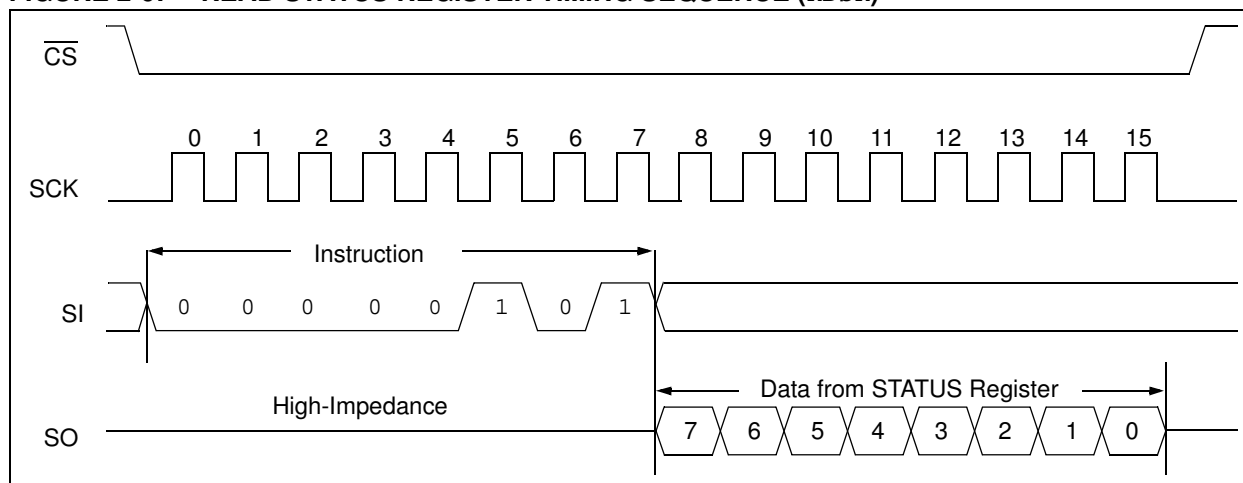 CS
0 1 2 3 4 5 6 7 8 9 10 11 12 13 14 15
SCK
Instruction
SI 0 0 0 0 0 1 0 1
Data from STATUS Register
High-Impedance
SO 7 6 5 4 3 2 1 0